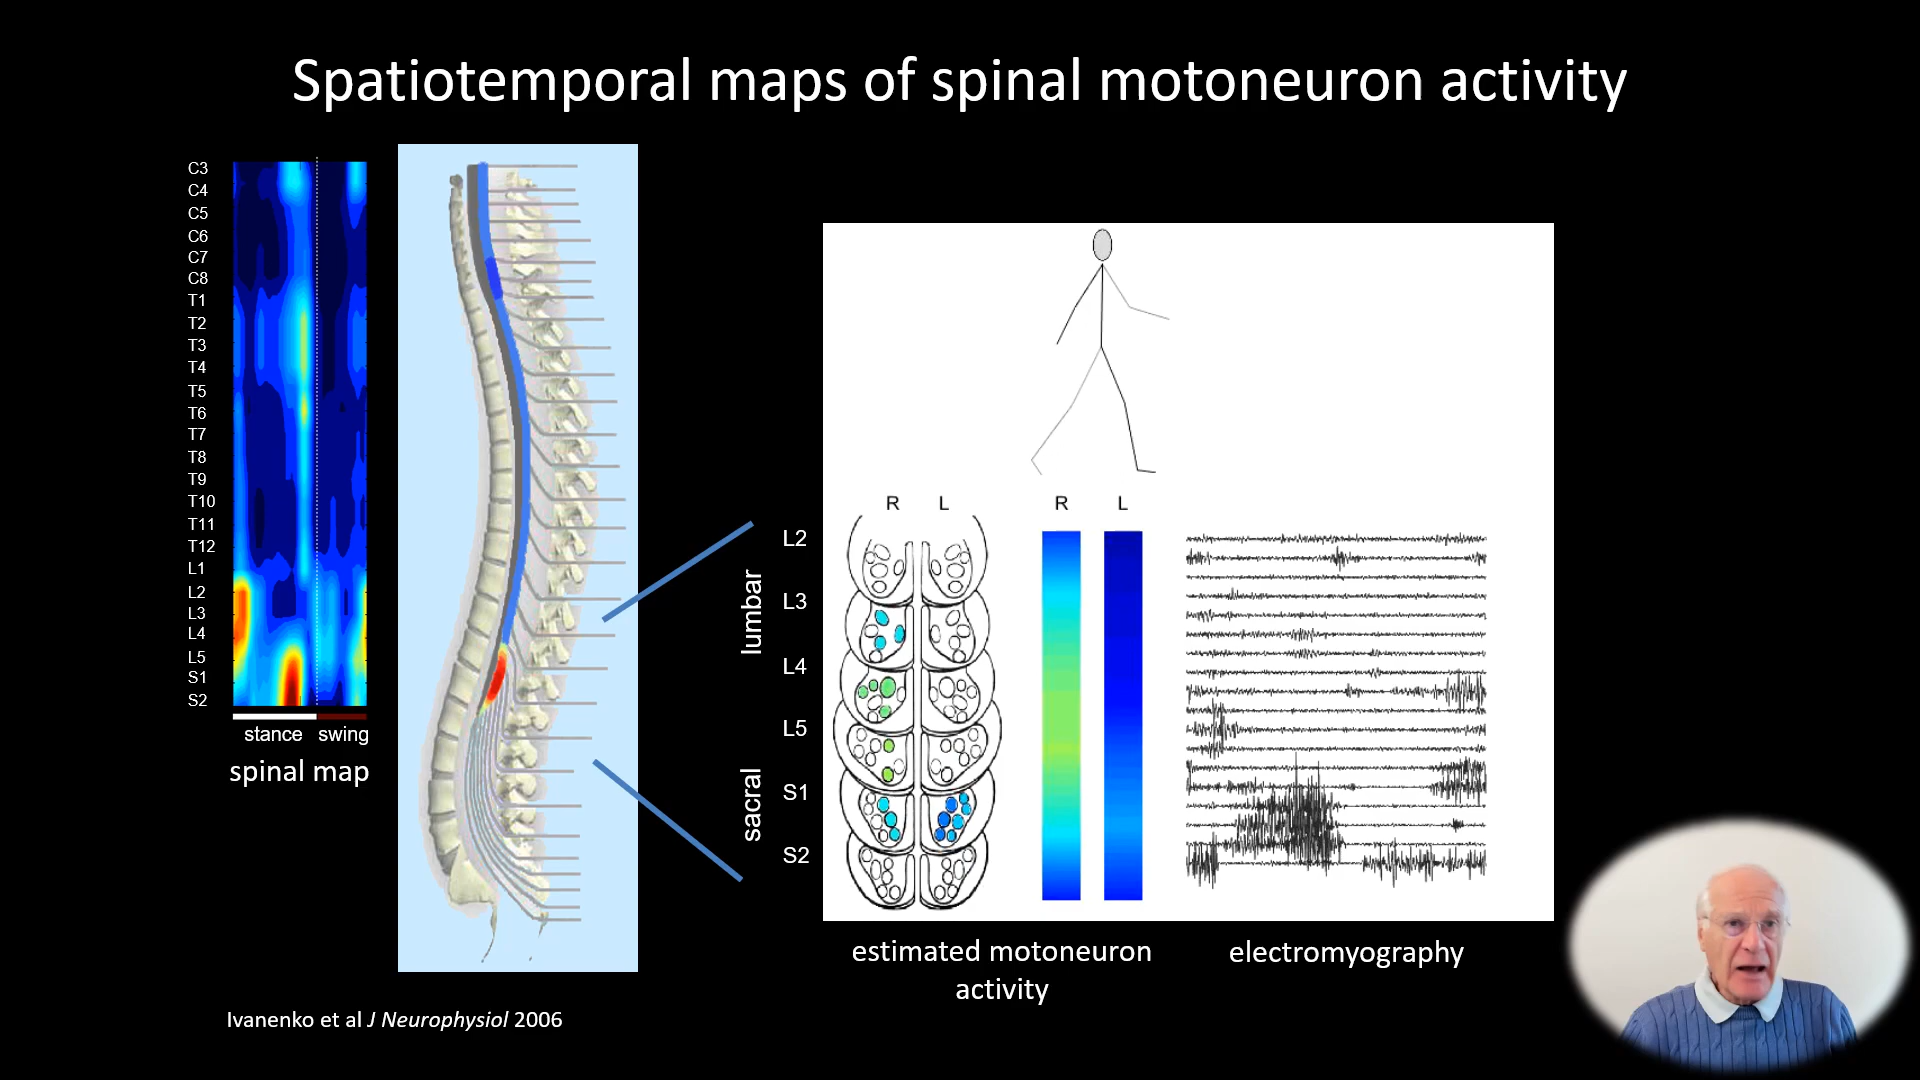 Spatiotemporal maps of spinal motoneuron activity
C3
C4
C5
C6
C7
C8
T1
T2
T3
T4
T5
T6
T7
T8
T9
T10
T11
T12
L1
L2
L3
L4
L5
S1
S2
stance swing
spinal map
R L
R L
lumbar
sacral
L2
L3
L4
L5
S1
S2
estimated motoneuron
activity
electromyography
Ivanenko et al J Neurophysiol 2006